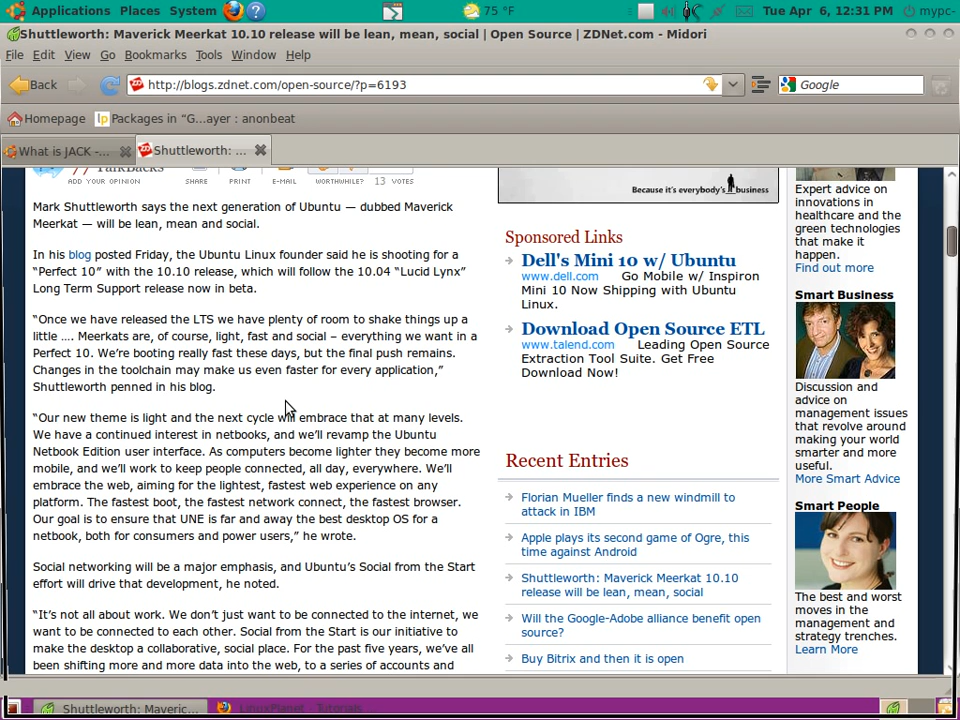 Applications Places System 75 °F Tue Apr 6, 12:31 PM mypc-
Shuttleworth: Maverick Meerkat 10.10 release will be lean, mean, social | Open Source | ZDNet.com - Midori
File Edit View Go Bookmarks Tools Window Help
Back http://blogs.zdnet.com/open-source/?p=6193 Google
Homepage Packages in “G...ayer : anonbeat
What is JACK -... Shuttleworth: ...
TalkBacks
ADD YOUR OPINION SHARE PRINT E-MAIL WORTHWHILE? 13 VOTES
Mark Shuttleworth says the next generation of Ubuntu — dubbed Maverick
Meerkat — will be lean, mean and social.
In his blog posted Friday, the Ubuntu Linux founder said he is shooting for a
“Perfect 10” with the 10.10 release, which will follow the 10.04 “Lucid Lynx”
Long Term Support release now in beta.
“Once we have released the LTS we have plenty of room to shake things up a
little .... Meerkats are, of course, light, fast and social – everything we want in a
Perfect 10. We’re booting really fast these days, but the final push remains.
Changes in the toolchain may make us even faster for every application,”
Shuttleworth penned in his blog.
“Our new theme is light and the next cycle will embrace that at many levels.
We have a continued interest in netbooks, and we’ll revamp the Ubuntu
Netbook Edition user interface. As computers become lighter they become more
mobile, and we’ll work to keep people connected, all day, everywhere. We’ll
embrace the web, aiming for the lightest, fastest web experience on any
platform. The fastest boot, the fastest network connect, the fastest browser.
Our goal is to ensure that UNE is far and away the best desktop OS for a
netbook, both for consumers and power users,” he wrote.
Social networking will be a major emphasis, and Ubuntu’s Social from the Start
effort will drive that development, he noted.
“It’s not all about work. We don’t just want to be connected to the internet, we
want to be connected to each other. Social from the Start is our initiative to
make the desktop a collaborative, social place. For the past five years, we’ve all
been shifting more and more data into the web, to a series of accounts and
Because it's everybody's business
Sponsored Links
Dell's Mini 10 w/ Ubuntu
www.dell.com Go Mobile w/ Inspiron
Mini 10 Now Shipping with Ubuntu
Linux.
Download Open Source ETL
www.talend.com Leading Open Source
Extraction Tool Suite. Get Free
Download Now!
Recent Entries
Florian Mueller finds a new windmill to
attack in IBM
Apple plays its second game of Ogre, this
time against Android
Shuttleworth: Maverick Meerkat 10.10
release will be lean, mean, social
Will the Google-Adobe alliance benefit open
source?
Buy Bitrix and then it is open
Expert advice on
innovations in
healthcare and the
green technologies
that make it
happen.
Find out more
Smart Business
Discussion and
advice on
management issues
that revolve around
making your world
smarter and more
useful.
More Smart Advice
Smart People
The best and worst
moves in the
management and
strategy trenches.
Learn More
Shuttleworth: Maveric... LinuxPlanet - Tutorials